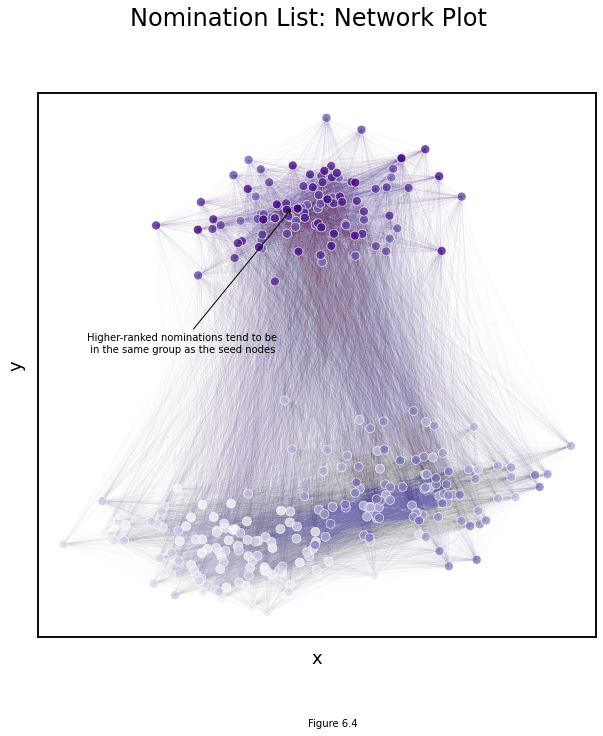 Nomination List: Network Plot
Higher-ranked nominations tend to be
in the same group as the seed nodes
y
x
Figure 6.4